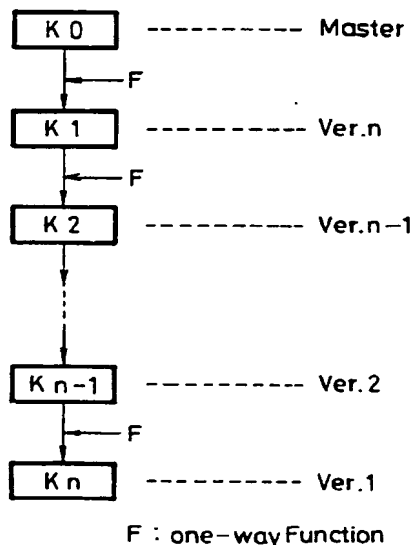 K 0 Master
F
K 1 Ver.n
F
K 2 Ver.n-1
K n-1 Ver.2
F
K n Ver.1
F : one-way Function